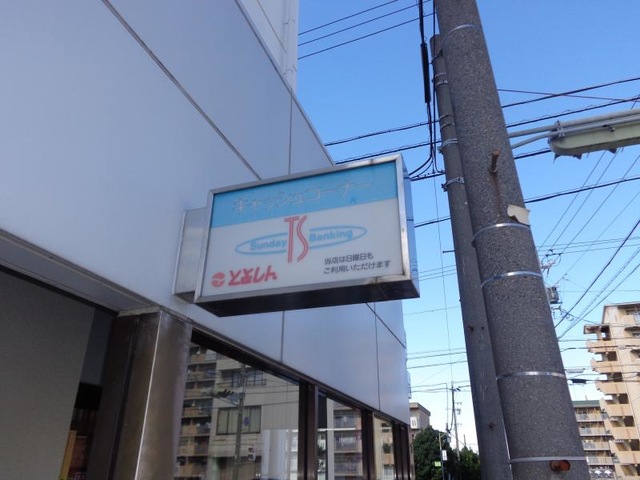 キャッシュコーナー
TS
Sunday Banking
当店は日曜日も
ご利用いただけます
とよしん